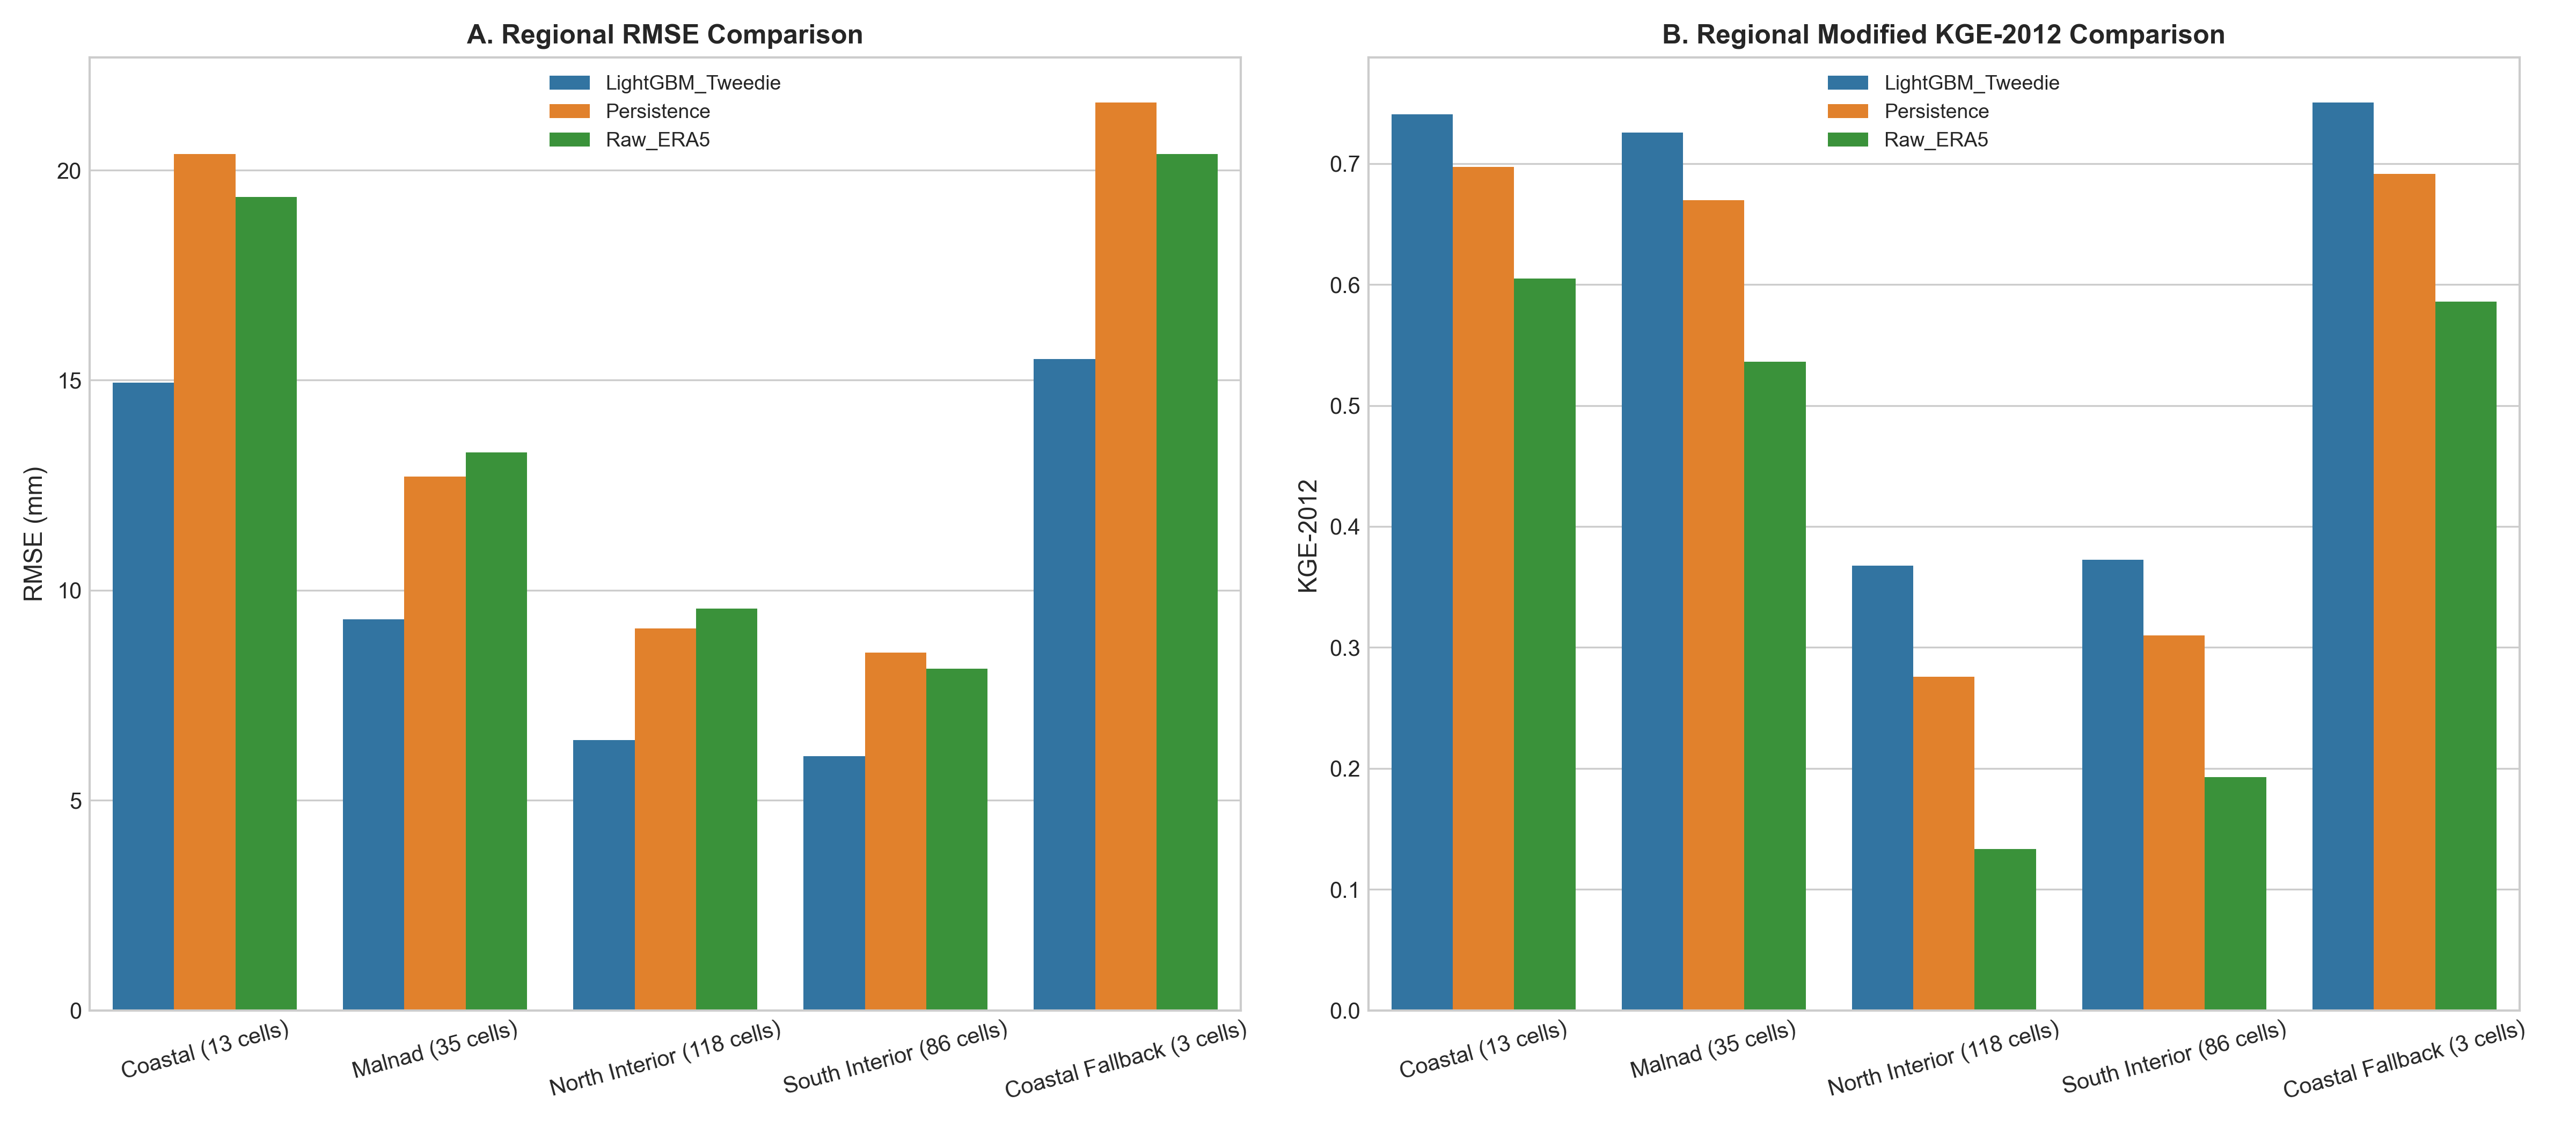 A. Regional RMSE Comparison
LightGBM_Tweedie
Persistence
Raw_ERA5
RMSE (mm)
20
15
10
5
0
Coastal (13 cells)
Malnad (35 cells)
North Interior (118 cells)
South Interior (86 cells)
Coastal Fallback (3 cells)
B. Regional Modified KGE-2012 Comparison
LightGBM_Tweedie
Persistence
Raw_ERA5
KGE-2012
0.7
0.6
0.5
0.4
0.3
0.2
0.1
0.0
Coastal (13 cells)
Malnad (35 cells)
North Interior (118 cells)
South Interior (86 cells)
Coastal Fallback (3 cells)